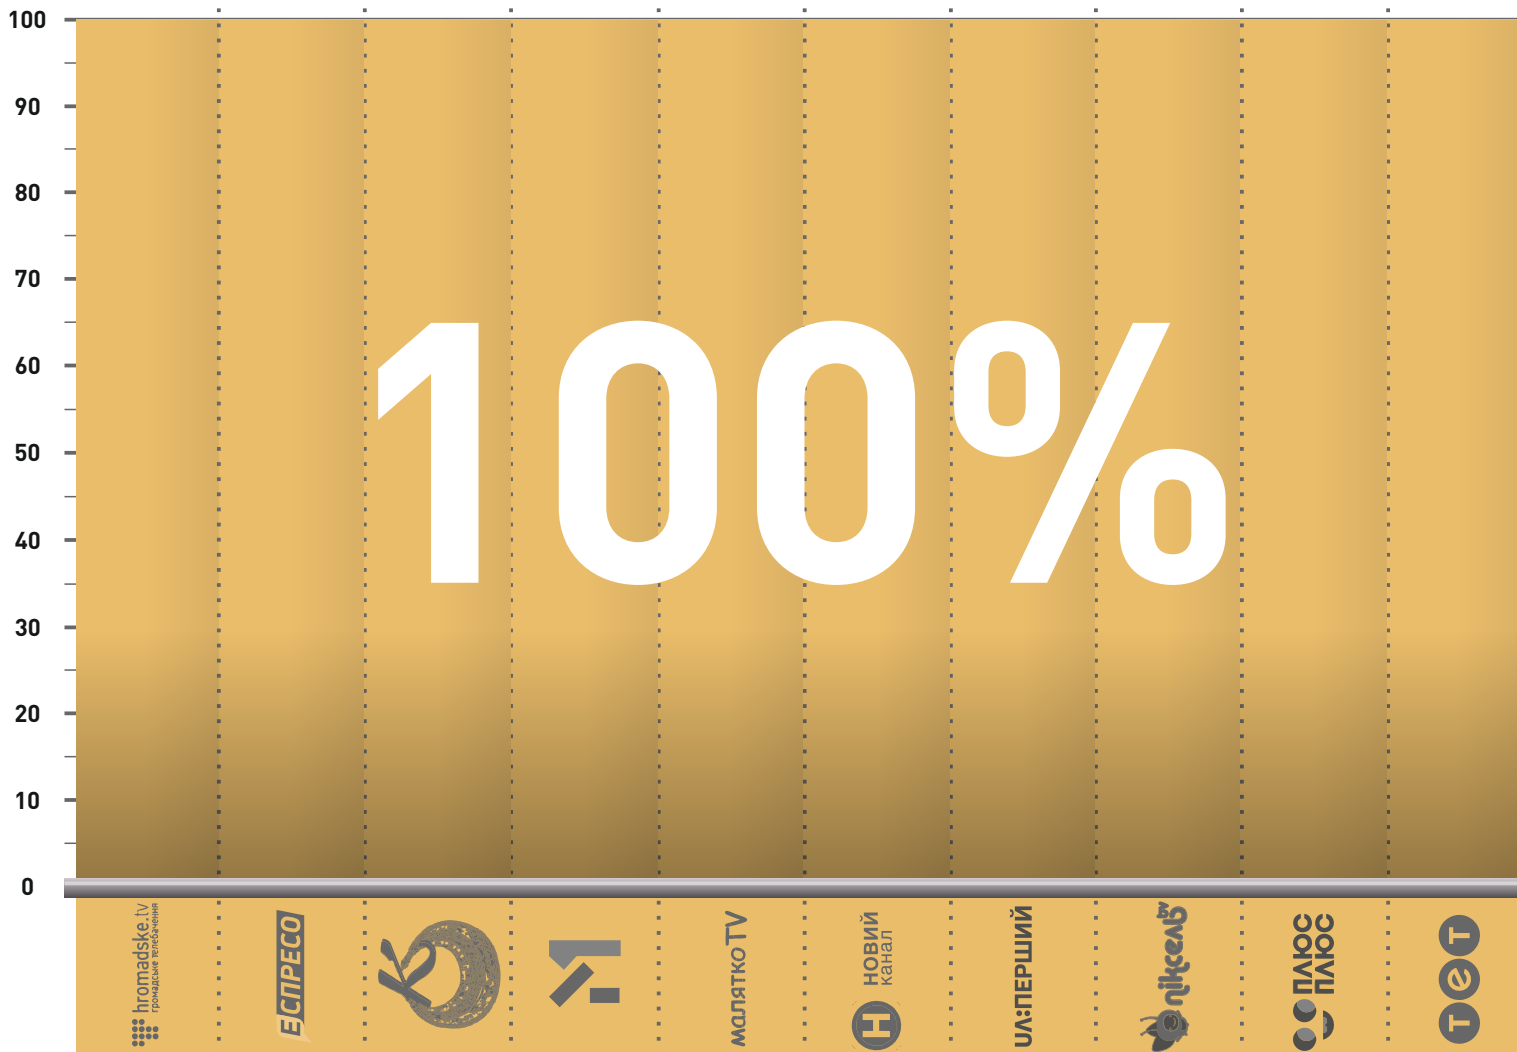 100
90
80
70
60
50
40
30
20
10
0
100%
hromadske.tv
громадське телебачення
ЕСПРЕСО
К
М
малятко TV
Н НОВИЙ
канал
UA:ПЕРШИЙ
піксель tv
ПЛЮС
ПЛЮС
тет